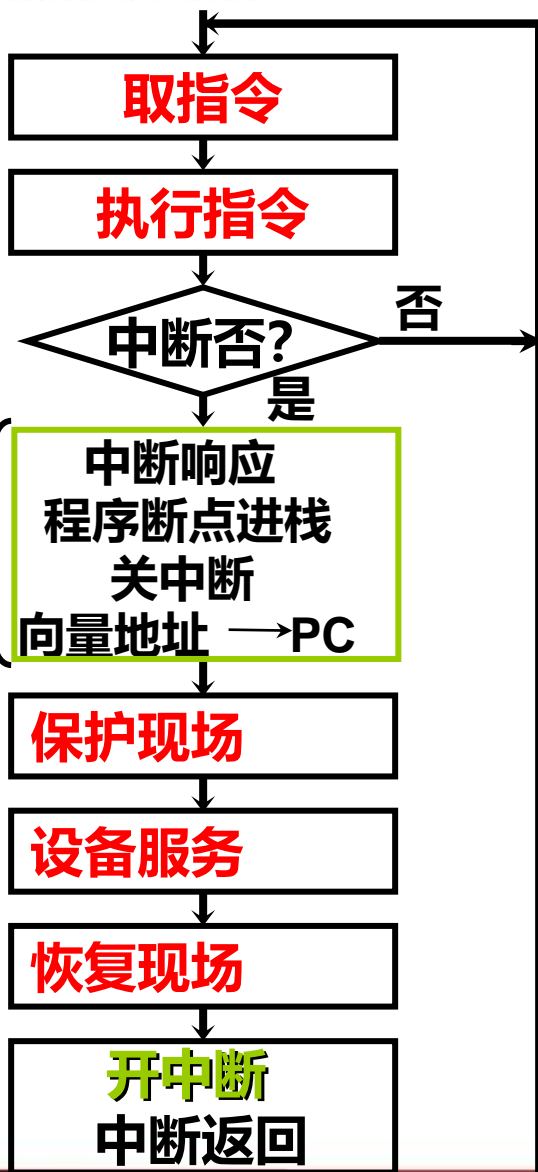 取指令
执行指令
中断否?
否
是
中断响应
程序断点进栈
关中断
向量地址 → PC
保护现场
设备服务
恢复现场
开中断
中断返回